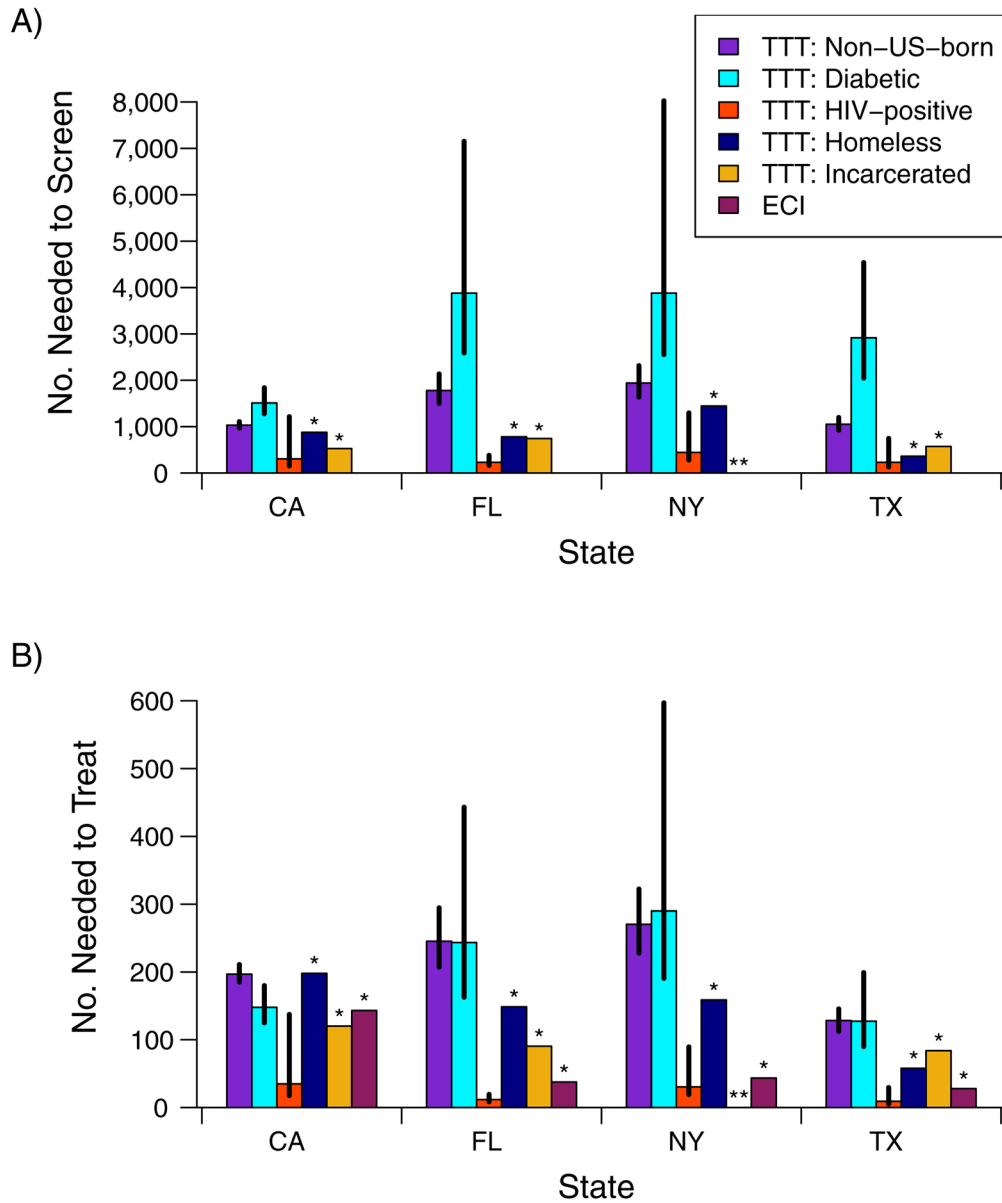 A)
TTT: Non−US−born
TTT: Diabetic
TTT: HIV−positive
TTT: Homeless
TTT: Incarcerated
ECI
No. Needed to Screen
8,000
7,000
6,000
5,000
4,000
3,000
2,000
1,000
0
* * * * * ** * *
CA FL NY TX
State
B)
No. Needed to Treat
600
500
400
300
200
100
0
* * * * * * * ** * * * *
CA FL NY TX
State